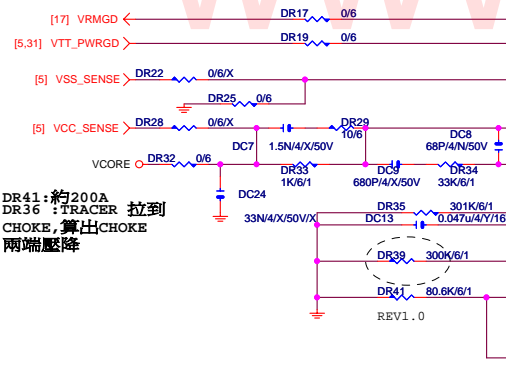 [17] VRMGD DR17 0/6
[5,31] VTT_PWRGD DR19 0/6
[5] VSS_SENSE DR22 0/6/X
DR25 0/6
[5] VCC_SENSE DR28 0/6/X DR29
10/6
DC7 1.5N/4/X/50V DC8
68P/4/N/50V
VCORE DR32 0/6 DR33 DC9 DR34
1K/6/1 680P/4/X/50V 33K/6/1
DC24
33N/4/X/50V/X
DR41:約200A
DR36 :TRACER 拉到
CHOKE,算出CHOKE
兩端壓降
DR35 301K/6/1
DC13 0.047u/4/Y/16
DR39 300K/6/1
DR41 80.6K/6/1
REV1.0